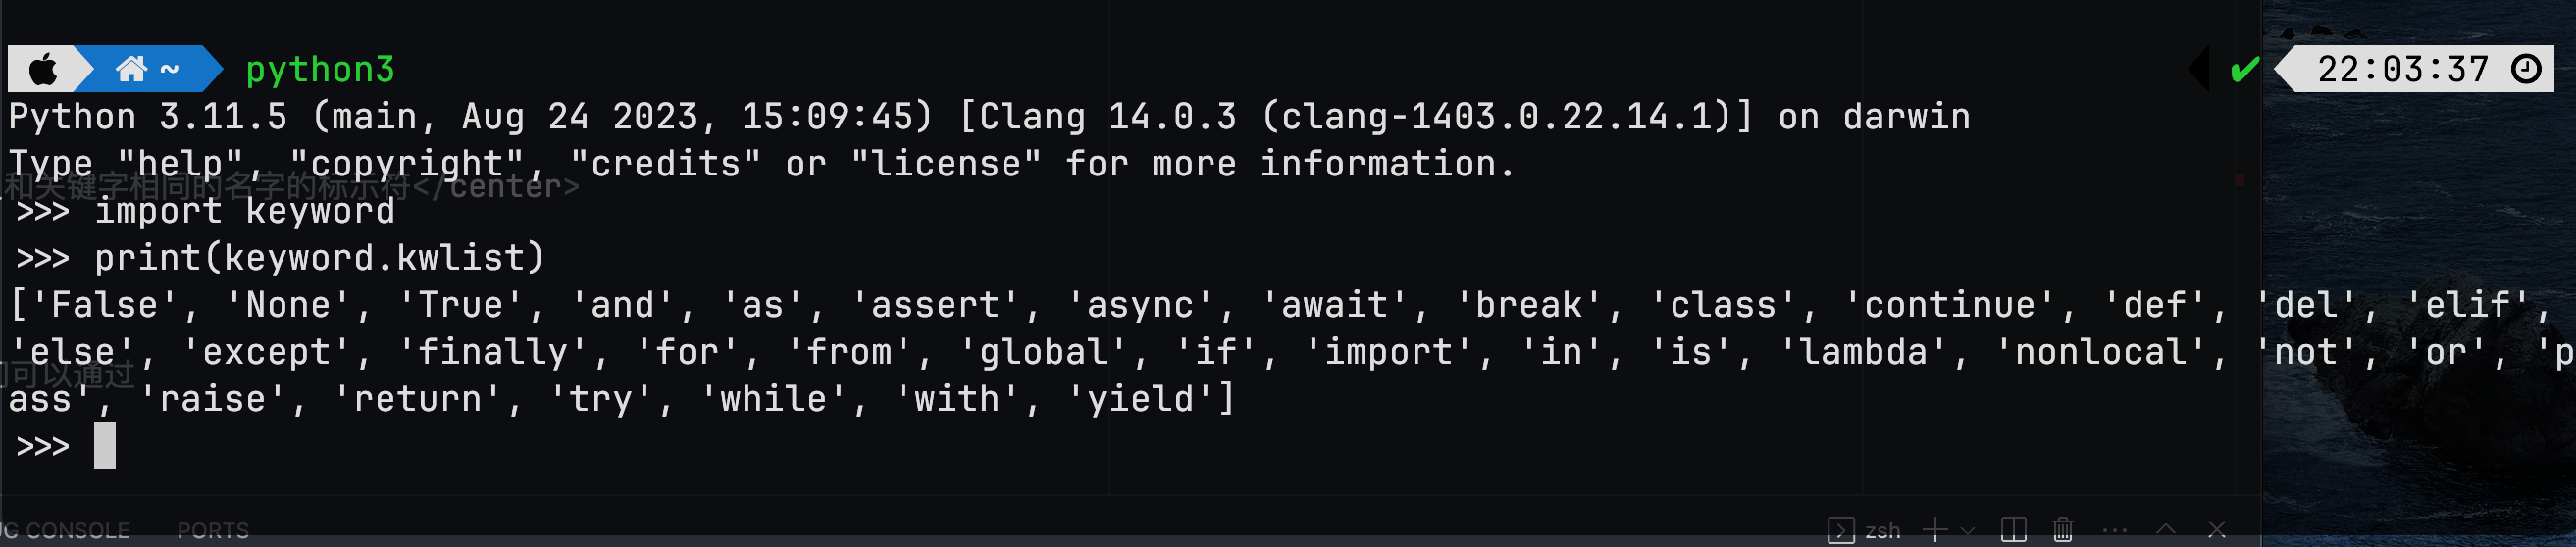 ~ python3 22:03:37
Python 3.11.5 (main, Aug 24 2023, 15:09:45) [Clang 14.0.3 (clang-1403.0.22.14.1)] on darwin
Type "help", "copyright", "credits" or "license" for more information.
和关键字相同的名字的标示符</center>
>>> import keyword
>>> print(keyword.kwlist)
['False', 'None', 'True', 'and', 'as', 'assert', 'async', 'await', 'break', 'class', 'continue', 'def', 'del', 'elif',
'else', 'except', 'finally', 'for', 'from', 'global', 'if', 'import', 'in', 'is', 'lambda', 'nonlocal', 'not', 'or', 'p
可以通过
ass', 'raise', 'return', 'try', 'while', 'with', 'yield']
>>>
CONSOLE PORTS zsh